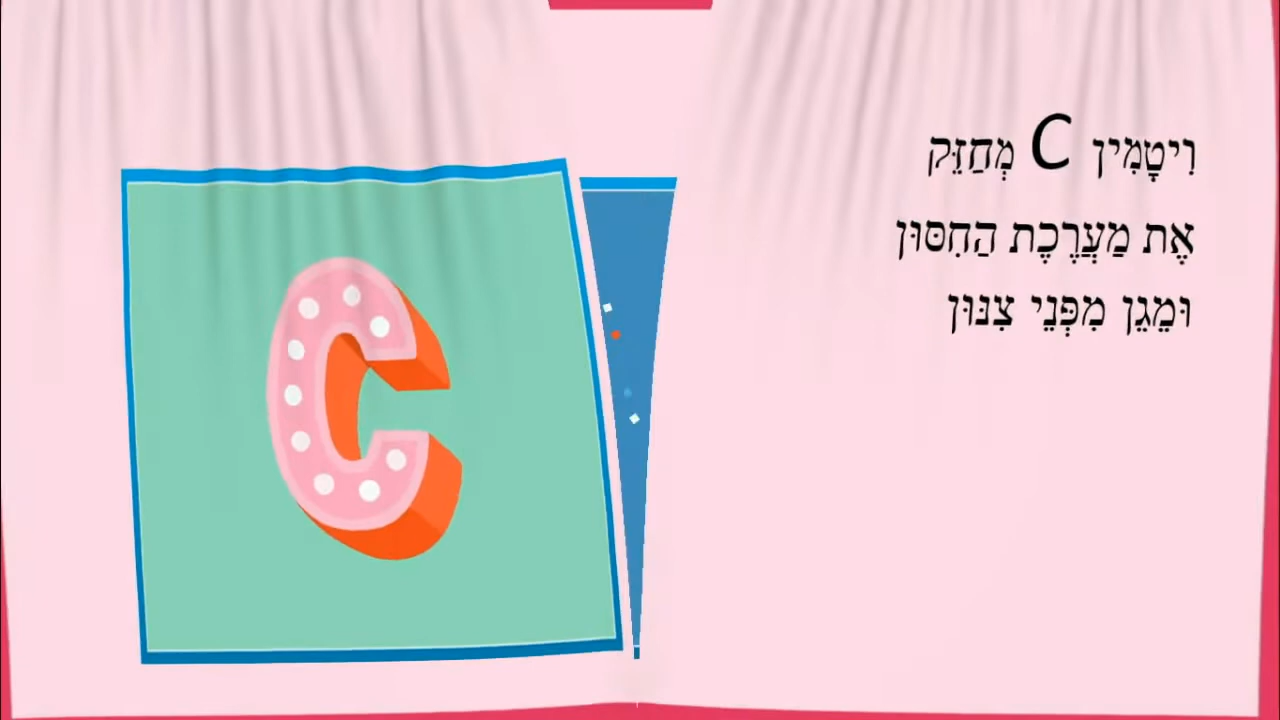 וִיטָמִין C מְחַזֵּק
אֶת מַעֲרֶכֶת הַחִסּוּן
וּמֵגֵן מִפְּנֵי צִנּוּן
C